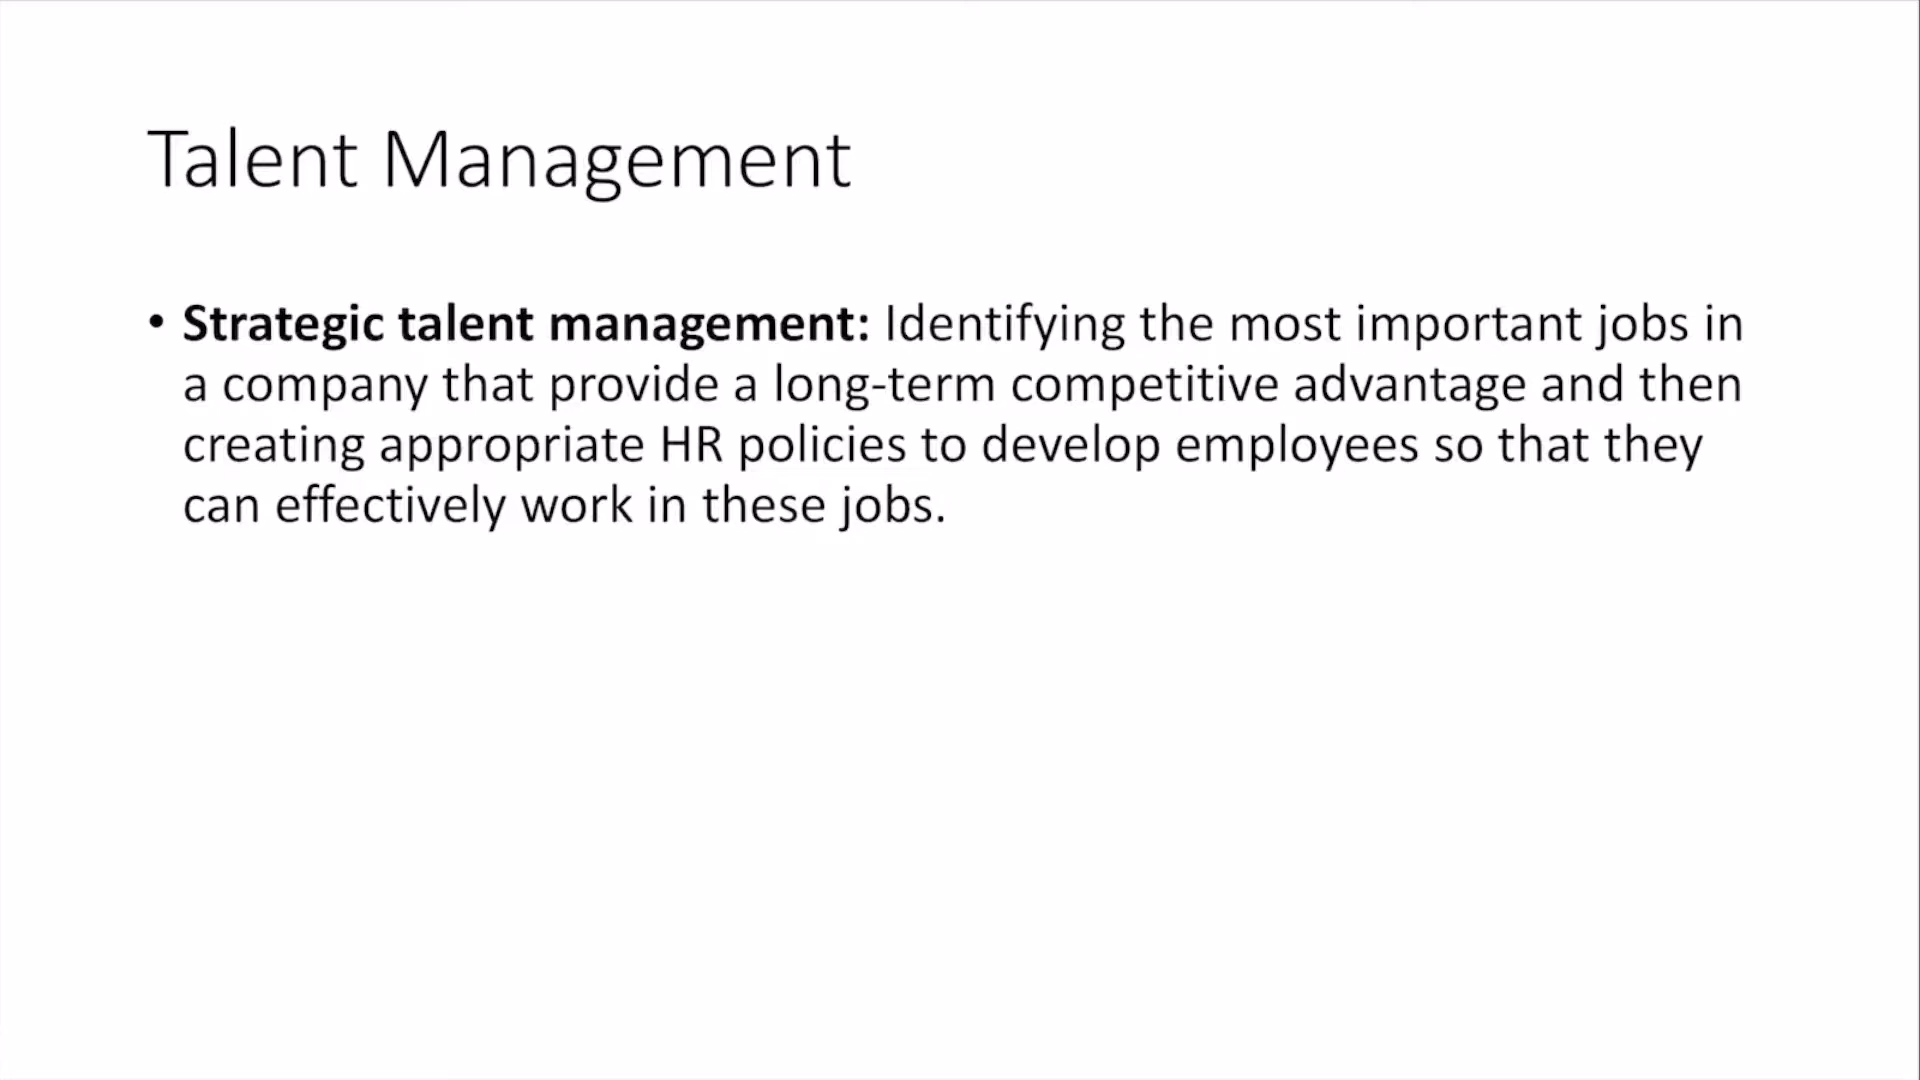 Talent Management
• Strategic talent management: Identifying the most important jobs in
a company that provide a long-term competitive advantage and then
creating appropriate HR policies to develop employees so that they
can effectively work in these jobs.